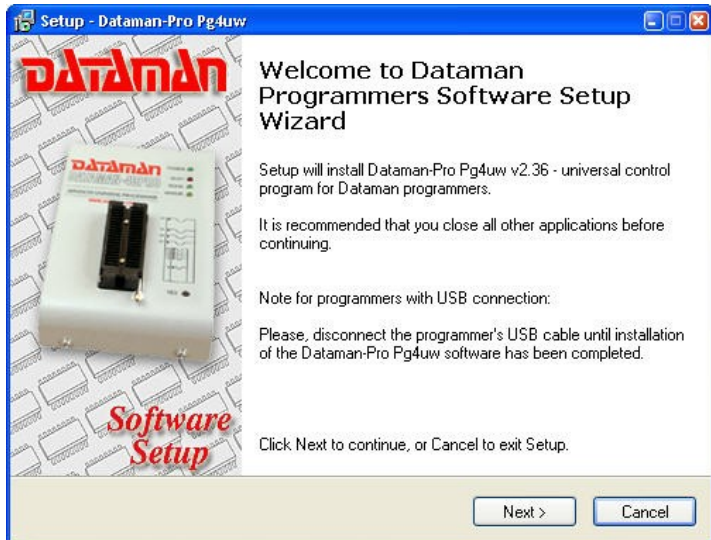 Setup - Dataman-Pro Pg4uw
DATAMAN
Welcome to Dataman
Programmers Software Setup
Wizard
DATAMAN
Setup will install Dataman-Pro Pg4uw v2.36 - universal control
program for Dataman programmers.
It is recommended that you close all other applications before
continuing.
Note for programmers with USB connection:
Please, disconnect the programmer's USB cable until installation
of the Dataman-Pro Pg4uw software has been completed.
Software
Setup
Click Next to continue, or Cancel to exit Setup.
Next >
Cancel